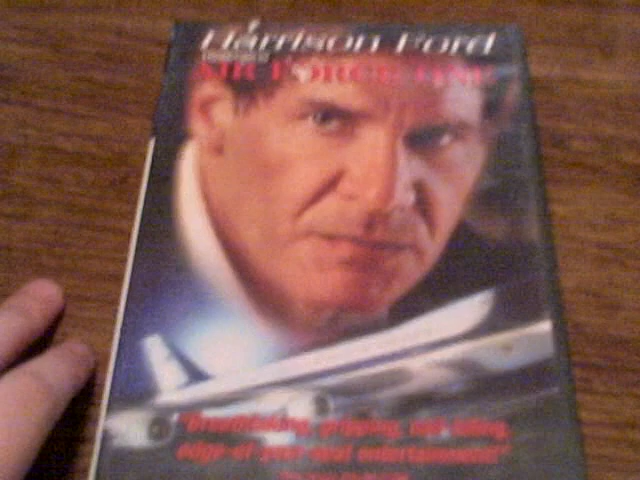 Harrison Ford
AIR FORCE ONE
"Breathtaking, gripping, nail-biting,
edge-of-your-seat entertainment!"